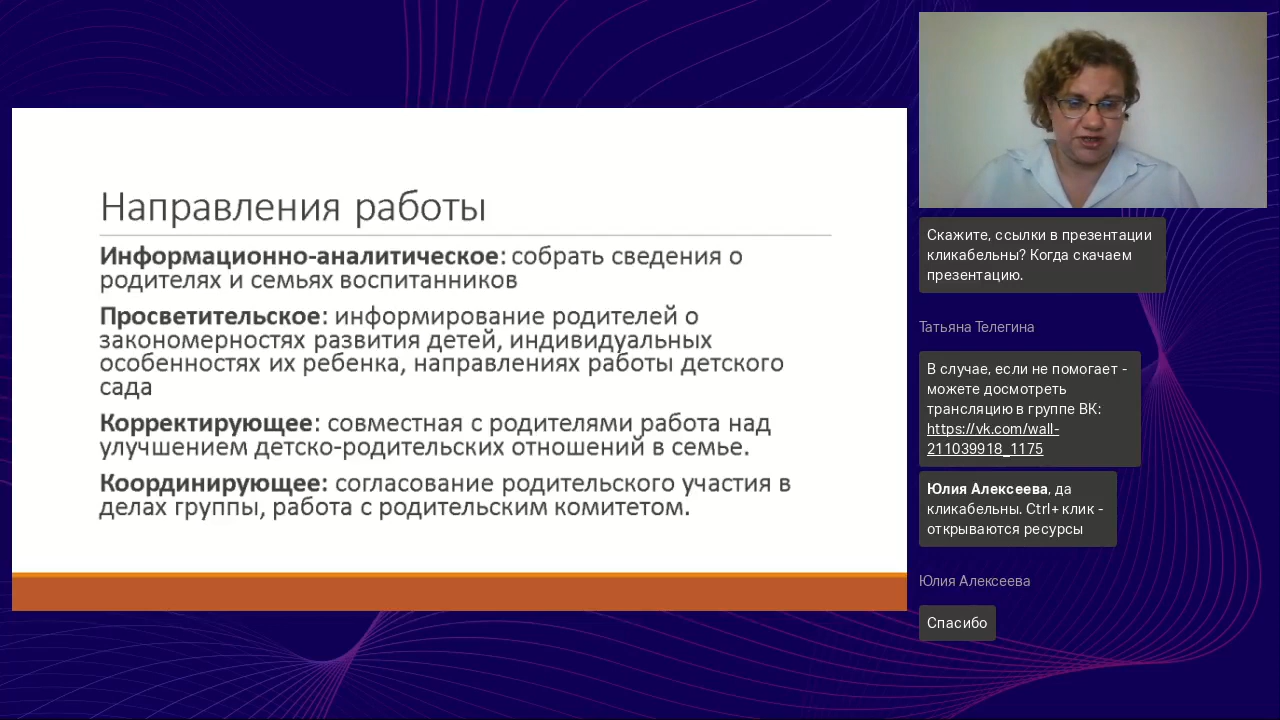 Направления работы
Информационно-аналитическое: собрать сведения о
родителях и семьях воспитанников
Просветительское: информирование родителей о
закономерностях развития детей, индивидуальных
особенностях их ребенка, направлениях работы детского
сада
Корректирующее: совместная с родителями работа над
улучшением детско-родительских отношений в семье.
Координирующее: согласование родительского участия в
делах группы, работа с родительским комитетом.
Скажите, ссылки в презентации
кликабельны? Когда скачаем
презентацию.
Татьяна Телегина
В случае, если не помогает -
можете досмотреть
трансляцию в группе ВК:
https://vk.com/wall-
211039918_1175
Юлия Алексеева, да
кликабельны. Ctrl+ клик -
открываются ресурсы
Юлия Алексеева
Спасибо